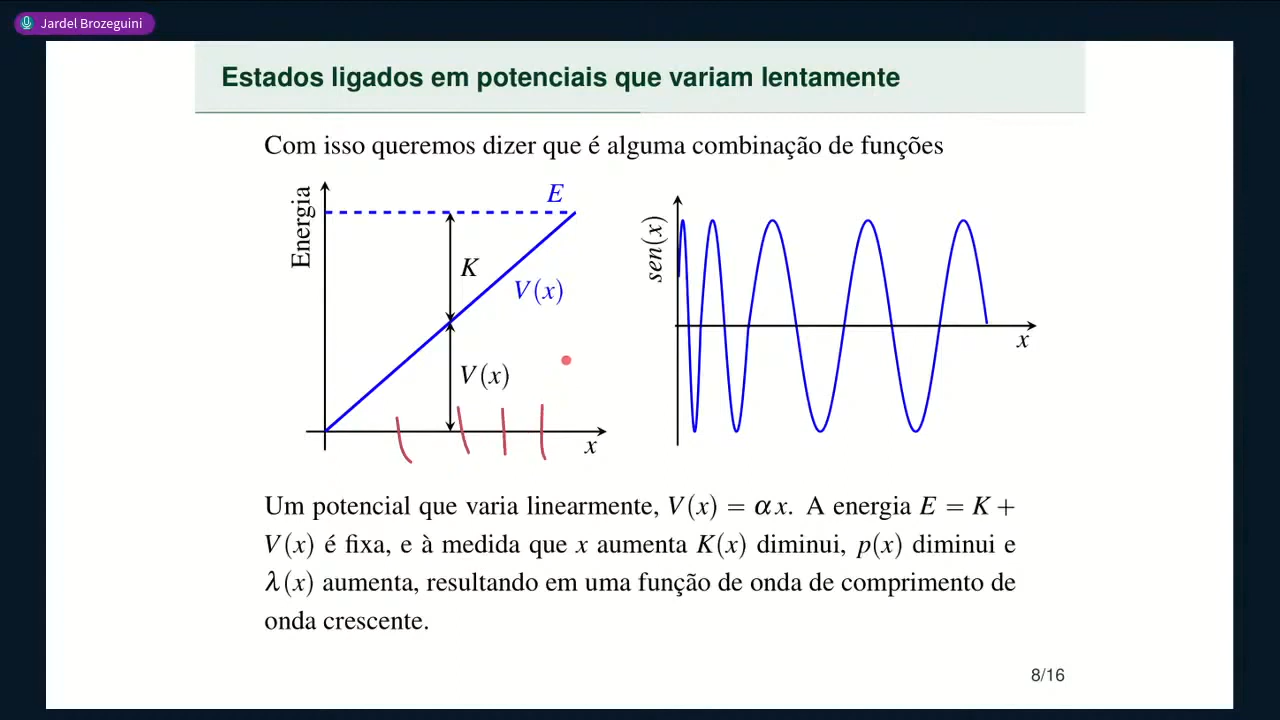 Jardel Brozeguini
Estados ligados em potenciais que variam lentamente
Com isso queremos dizer que é alguma combinação de funções
Energia
E
K
V(x)
V(x)
x
sen(x)
x
Um potencial que varia linearmente, V(x) = αx. A energia E = K +
V(x) é fixa, e à medida que x aumenta K(x) diminui, p(x) diminui e
λ(x) aumenta, resultando em uma função de onda de comprimento de
onda crescente.
8/16